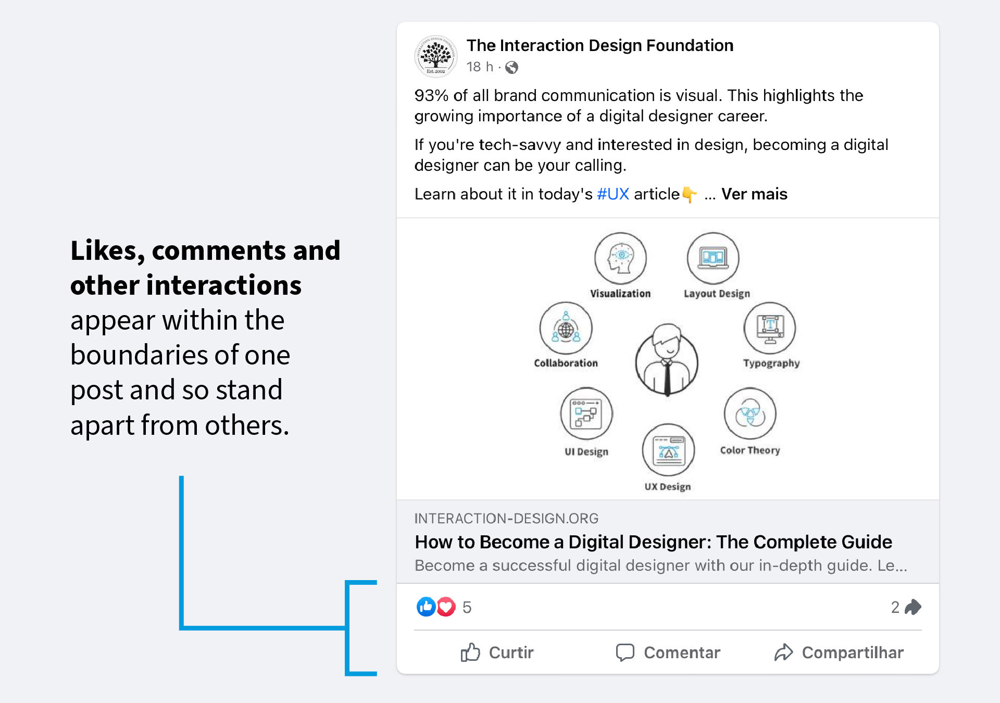 Likes, comments and
other interactions
appear within the
boundaries of one
post and so stand
apart from others.
INTERACTION DESIGN FOUNDATION
Est. 2002
The Interaction Design Foundation
18 h ·
93% of all brand communication is visual. This highlights the
growing importance of a digital designer career.
If you're tech-savvy and interested in design, becoming a digital
designer can be your calling.
Learn about it in today's #UX article👇 ... Ver mais
Visualization
Layout Design
Collaboration
T
Typography
UI Design
Color Theory
UX Design
INTERACTION-DESIGN.ORG
How to Become a Digital Designer: The Complete Guide
Become a successful digital designer with our in-depth guide. Le...
5
2
Curtir
Comentar
Compartilhar